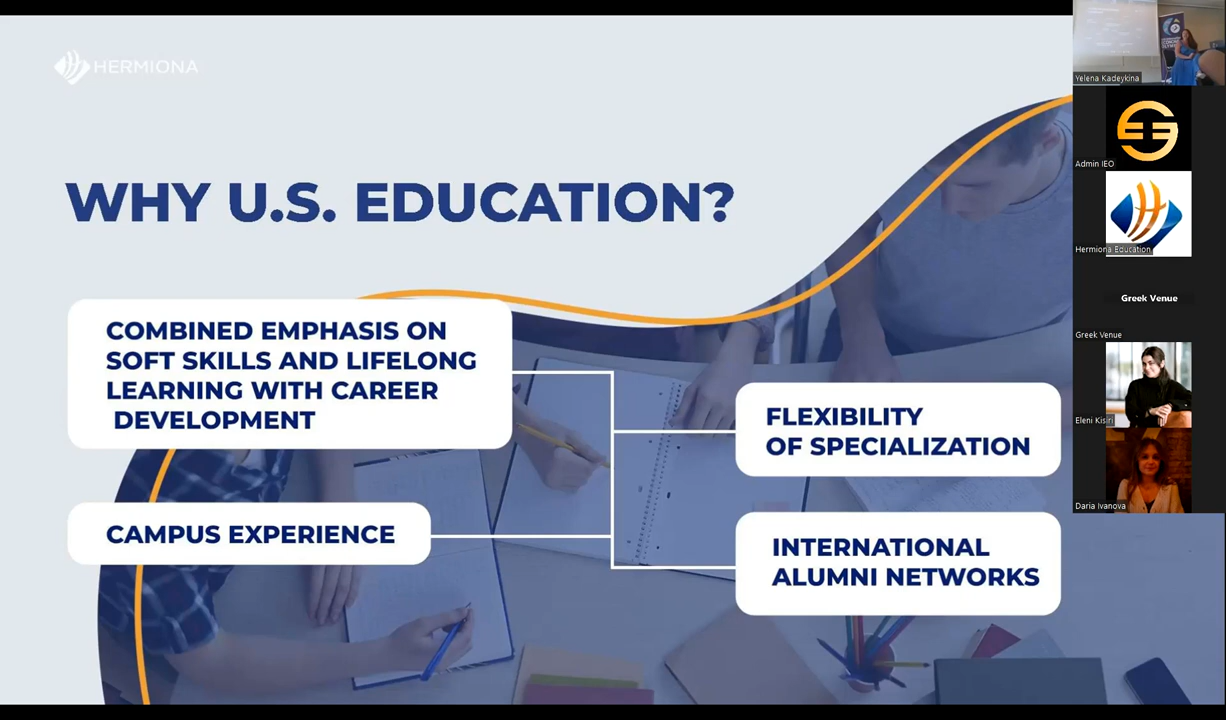 HERMIONA
WHY U.S. EDUCATION?
COMBINED EMPHASIS ON
SOFT SKILLS AND LIFELONG
LEARNING WITH CAREER
DEVELOPMENT
CAMPUS EXPERIENCE
FLEXIBILITY
OF SPECIALIZATION
INTERNATIONAL
ALUMNI NETWORKS
Yelena Kadeykina
Admin IEO
Hermiona Education
Greek Venue
Greek Venue
Eleni Kisiri
Daria Ivanova